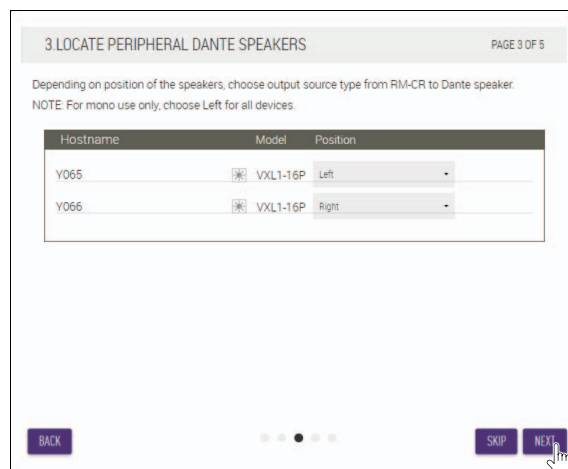 3.LOCATE PERIPHERAL DANTE SPEAKERS PAGE 3 OF 5
Depending on position of the speakers, choose output source type from RM-CR to Dante speaker.
NOTE: For mono use only, choose Left for all devices.
Hostname Model Position
Y065 VXL1-16P Left
Y066 VXL1-16P Right
BACK SKIP NEXT